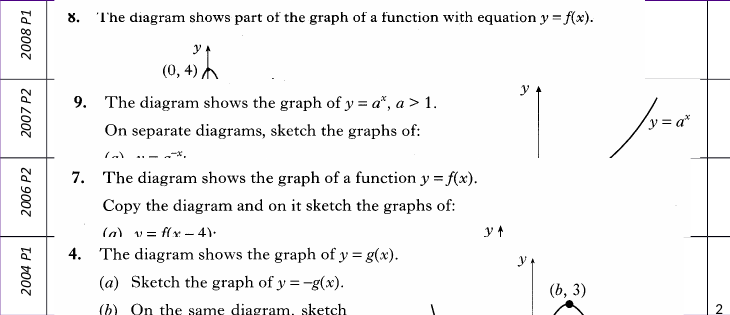 2008 P1
8. The diagram shows part of the graph of a function with equation y = f(x).
y
(0, 4)
2007 P2
9. The diagram shows the graph of y = aˣ, a > 1.
On separate diagrams, sketch the graphs of:
(a) y = a⁻ˣ;
y
y = aˣ
2006 P2
7. The diagram shows the graph of a function y = f(x).
Copy the diagram and on it sketch the graphs of:
(a) y = f(x – 4);
y
2004 P1
4. The diagram shows the graph of y = g(x).
(a) Sketch the graph of y = –g(x).
(b) On the same diagram, sketch
y
(b, 3)
2